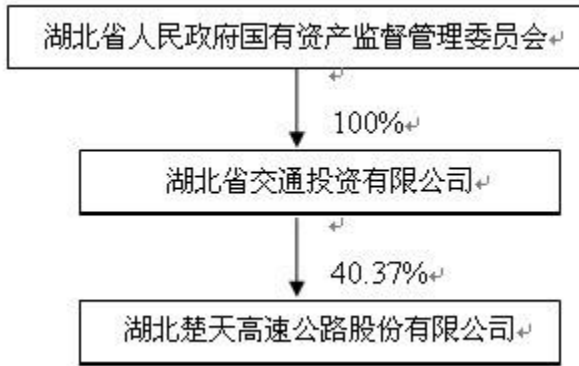 湖北省人民政府国有资产监督管理委员会
100%
湖北省交通投资有限公司
40.37%
湖北楚天高速公路股份有限公司